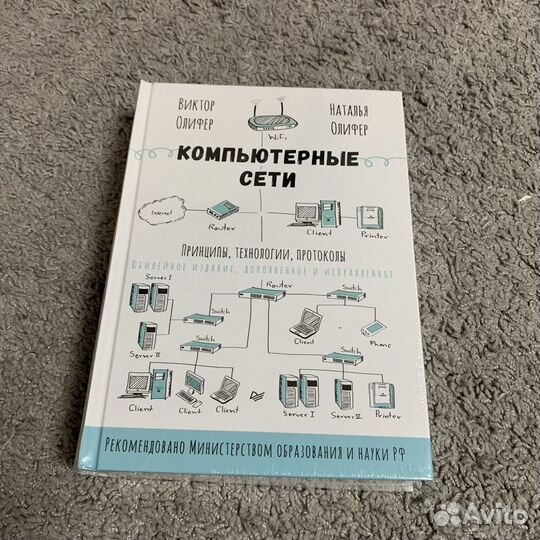 Виктор
Олифер
Наталья
Олифер
WiFi
Компьютерные
сети
Internet
Router
Client
Printer
Принципы, технологии, протоколы
Юбилейное издание, дополненное и исправленное
Server I
Router
Switch
Switch
Server II
Client
Phone
Switch
Switch
Client
Client
Client
Server I
Server II
Printer
Рекомендовано Министерством образования и науки РФ
Avito